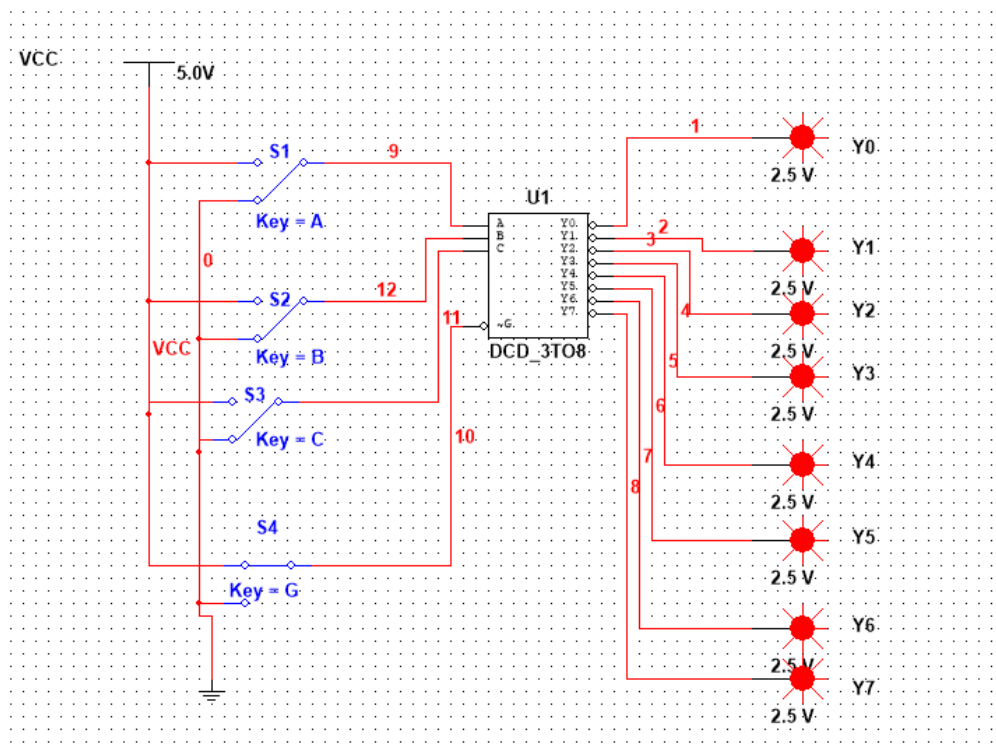 VCC
5.0V
S1
9
Key = A
0
S2
12
VCC
Key = B
S3
11
Key = C
10
S4
Key = G
U1
A
B
C
~G
Y0
Y1
Y2
Y3
Y4
Y5
Y6
Y7
DCD_3TO8
1
2
3
4
5
6
7
8
Y0
2.5 V
Y1
2.5 V
Y2
2.5 V
Y3
2.5 V
Y4
2.5 V
Y5
2.5 V
Y6
2.5 V
Y7
2.5 V